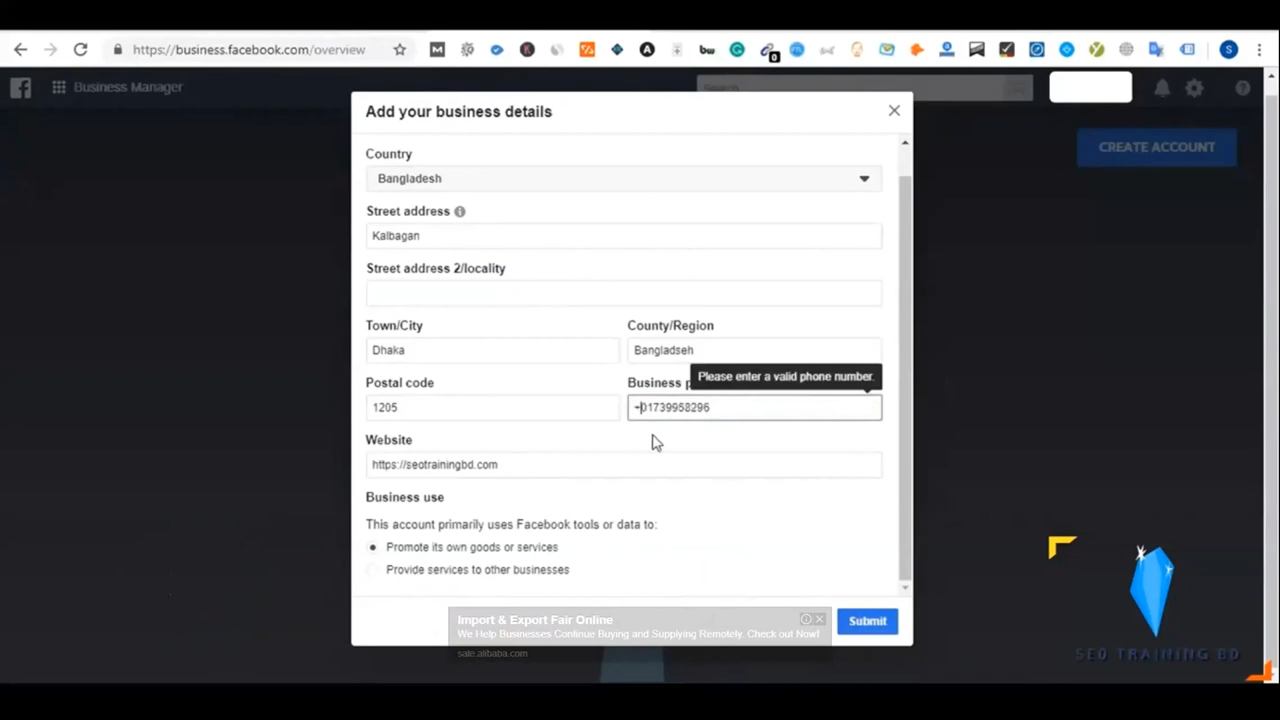 https://business.facebook.com/overview
Business Manager
Add your business details
CREATE ACCOUNT
Country
Bangladesh
Street address
Kalbagan
Street address 2/locality
Town/City
County/Region
Dhaka
Bangladseh
Please enter a valid phone number.
Postal code
Business p
1205
+01739958296
Website
https://seotrainingbd.com
Business use
This account primarily uses Facebook tools or data to:
Promote its own goods or services
Provide services to other businesses
Import & Export Fair Online
We Help Businesses Continue Buying and Supplying Remotely. Check out Now!
sale.alibaba.com
Submit
SEO TRAINING BD